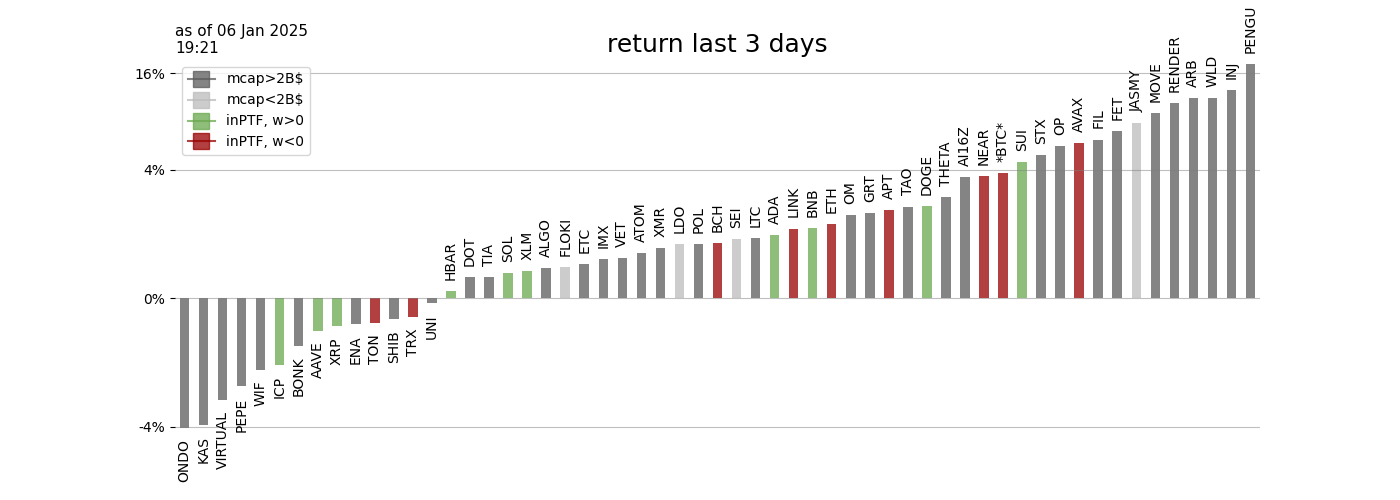 as of 06 Jan 2025
19:21
return last 3 days
mcap>2B$
mcap<2B$
inPTF, w>0
inPTF, w<0
16%
4%
0%
-4%
ONDO
KAS
VIRTUAL
PEPE
WIF
ICP
BONK
AAVE
XRP
ENA
TON
SHIB
TRX
UNI
HBAR
DOT
TIA
SOL
XLM
ALGO
FLOKI
ETC
IMX
VET
ATOM
XMR
LDO
POL
BCH
SEI
LTC
ADA
LINK
BNB
ETH
OM
GRT
APT
TAO
DOGE
THETA
AI16Z
NEAR
*BTC*
SUI
STX
OP
AVAX
FIL
FET
JASMY
MOVE
RENDER
ARB
WLD
INJ
PENGU